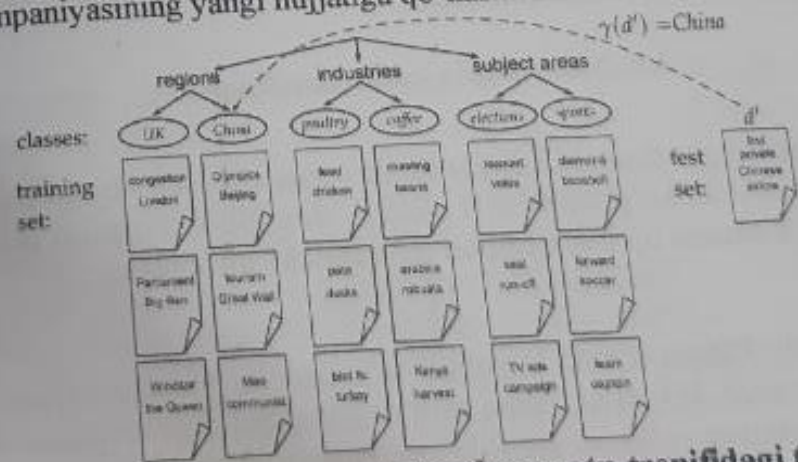 mpaniyasining yangi hujjatga
γ(d′) =China
regions
industries
subject areas
classes:
UK
China
poultry
coffee
elections
sports
d′
training
set:
test
set:
congestion
London
Olympics
Beijing
feed
chicken
roasting
beans
recount
votes
diamond
baseball
first
private
Chinese
airline
Parliament
Big Ben
tourism
Great Wall
pate
ducks
arabica
robusta
seat
run-off
forward
soccer
Windsor
the Queen
Mao
communist
bird flu
turkey
Kenya
harvest
TV ads
campaign
team
captain
tasnifidagi